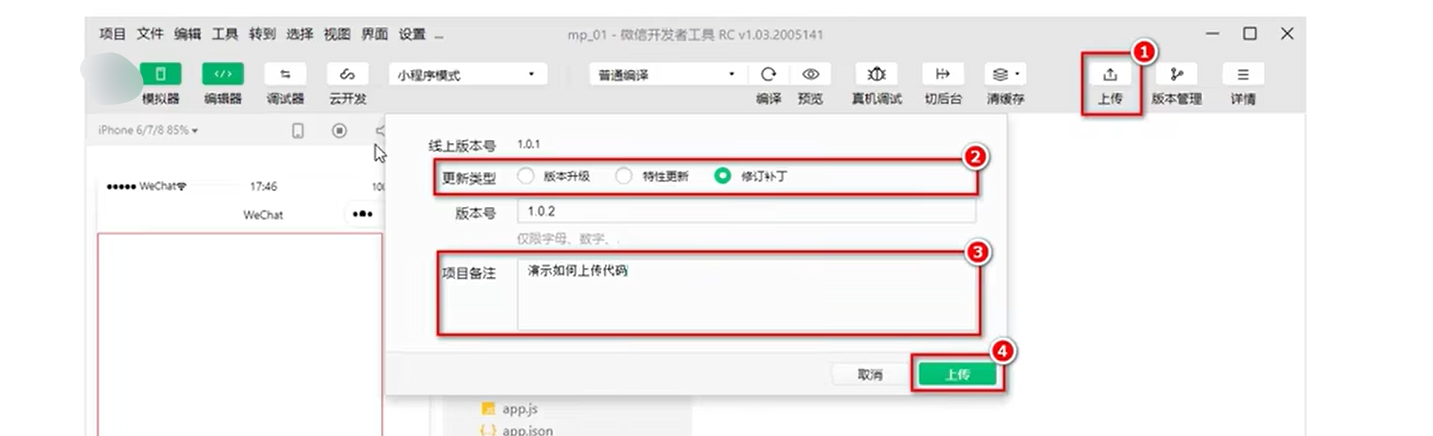 项目 文件 编辑 工具 转到 选择 视图 界面 设置 ... mp_01 - 微信开发者工具 RC v1.03.2005141
1
小程序模式 普通编译
模拟器 编辑器 调试器 云开发 编译 预览 真机调试 切后台 清缓存 上传 版本管理 详情
iPhone 6/7/8 85%
线上版本号 1.0.1
2
更新类型 版本升级 特性更新 修订补丁
WeChat 17:46 100
版本号 1.0.2
WeChat
仅限字母、数字、.
3
项目备注 演示如何上传代码
4
取消 上传
app.js
app.json